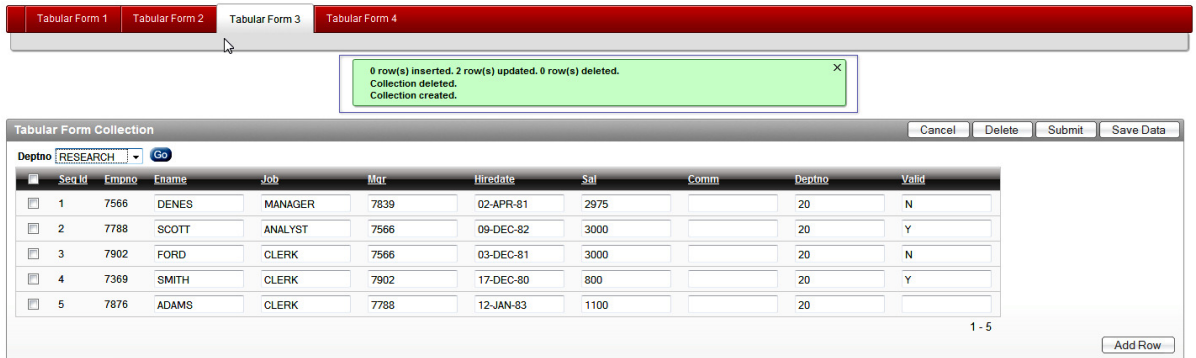 Tabular Form 1 Tabular Form 2 Tabular Form 3 Tabular Form 4
0 row(s) inserted. 2 row(s) updated. 0 row(s) deleted.
Collection deleted.
Collection created.
Tabular Form Collection Cancel Delete Submit Save Data
Deptno RESEARCH Go
Seq Id Empno Ename Job Mgr Hiredate Sal Comm Deptno Valid
1 7566 DENES MANAGER 7839 02-APR-81 2975 20 N
2 7788 SCOTT ANALYST 7566 09-DEC-82 3000 20 Y
3 7902 FORD CLERK 7566 03-DEC-81 3000 20 N
4 7369 SMITH CLERK 7902 17-DEC-80 800 20 Y
5 7876 ADAMS CLERK 7788 12-JAN-83 1100 20
1 - 5
Add Row